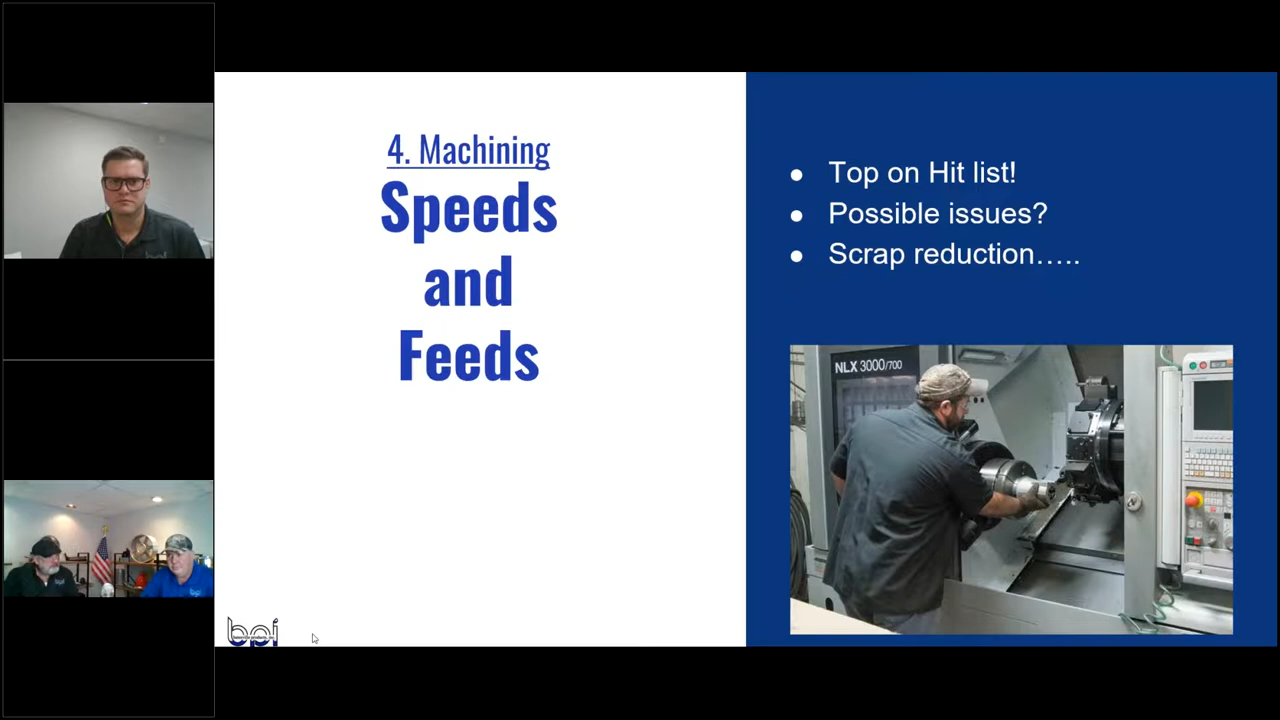 4. Machining
Speeds
and
Feeds
● Top on Hit list!
● Possible issues?
● Scrap reduction…..
NLX 3000/700
bpi